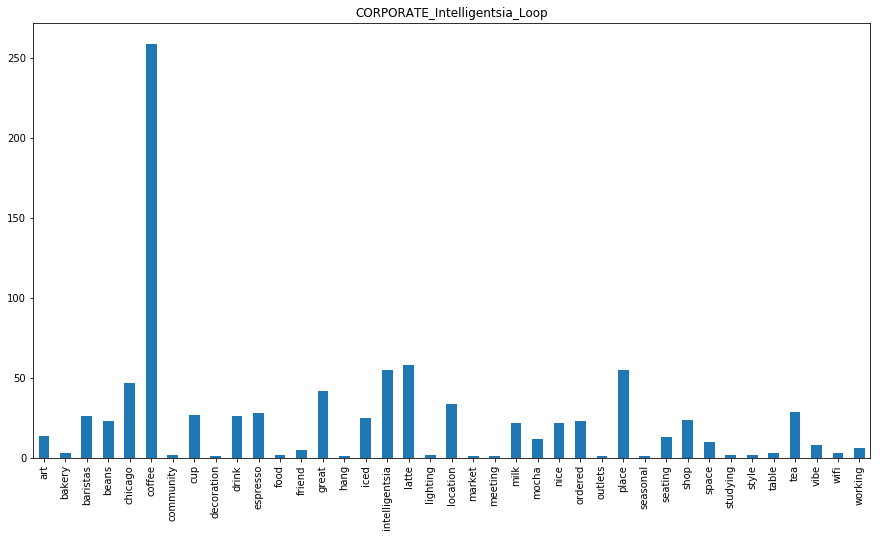 CORPORATE_Intelligentsia_Loop
250
200
150
100
50
0
art
bakery
baristas
beans
chicago
coffee
community
cup
decoration
drink
espresso
food
friend
great
hang
iced
intelligentsia
latte
lighting
location
market
meeting
milk
mocha
nice
ordered
outlets
place
seasonal
seating
shop
space
studying
style
table
tea
vibe
wifi
working